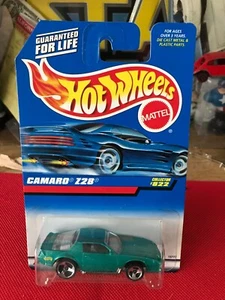 GUARANTEED
FOR LIFE
FOR AGES
OVER 3 YEARS.
DIE CAST METAL &
PLASTIC PARTS.
HOT WHEELS
MATTEL
CAMARO Z28
COLLECTOR
#822